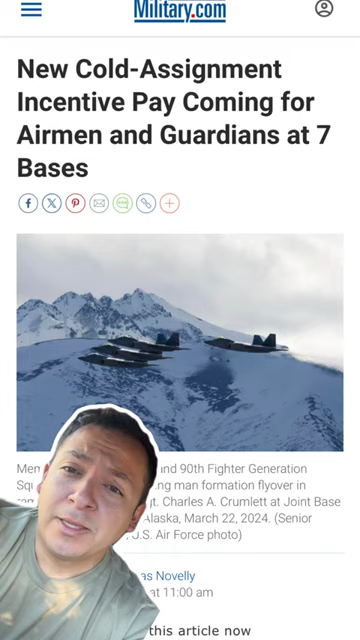 Military.com
New Cold-Assignment
Incentive Pay Coming for
Airmen and Guardians at 7
Bases
and 90th Fighter Generation
ng man formation flyover in
gt. Charles A. Crumlett at Joint Base
Alaska, March 22, 2024. (Senior
U.S. Air Force photo)
as Novelly
at 11:00 am
this article now